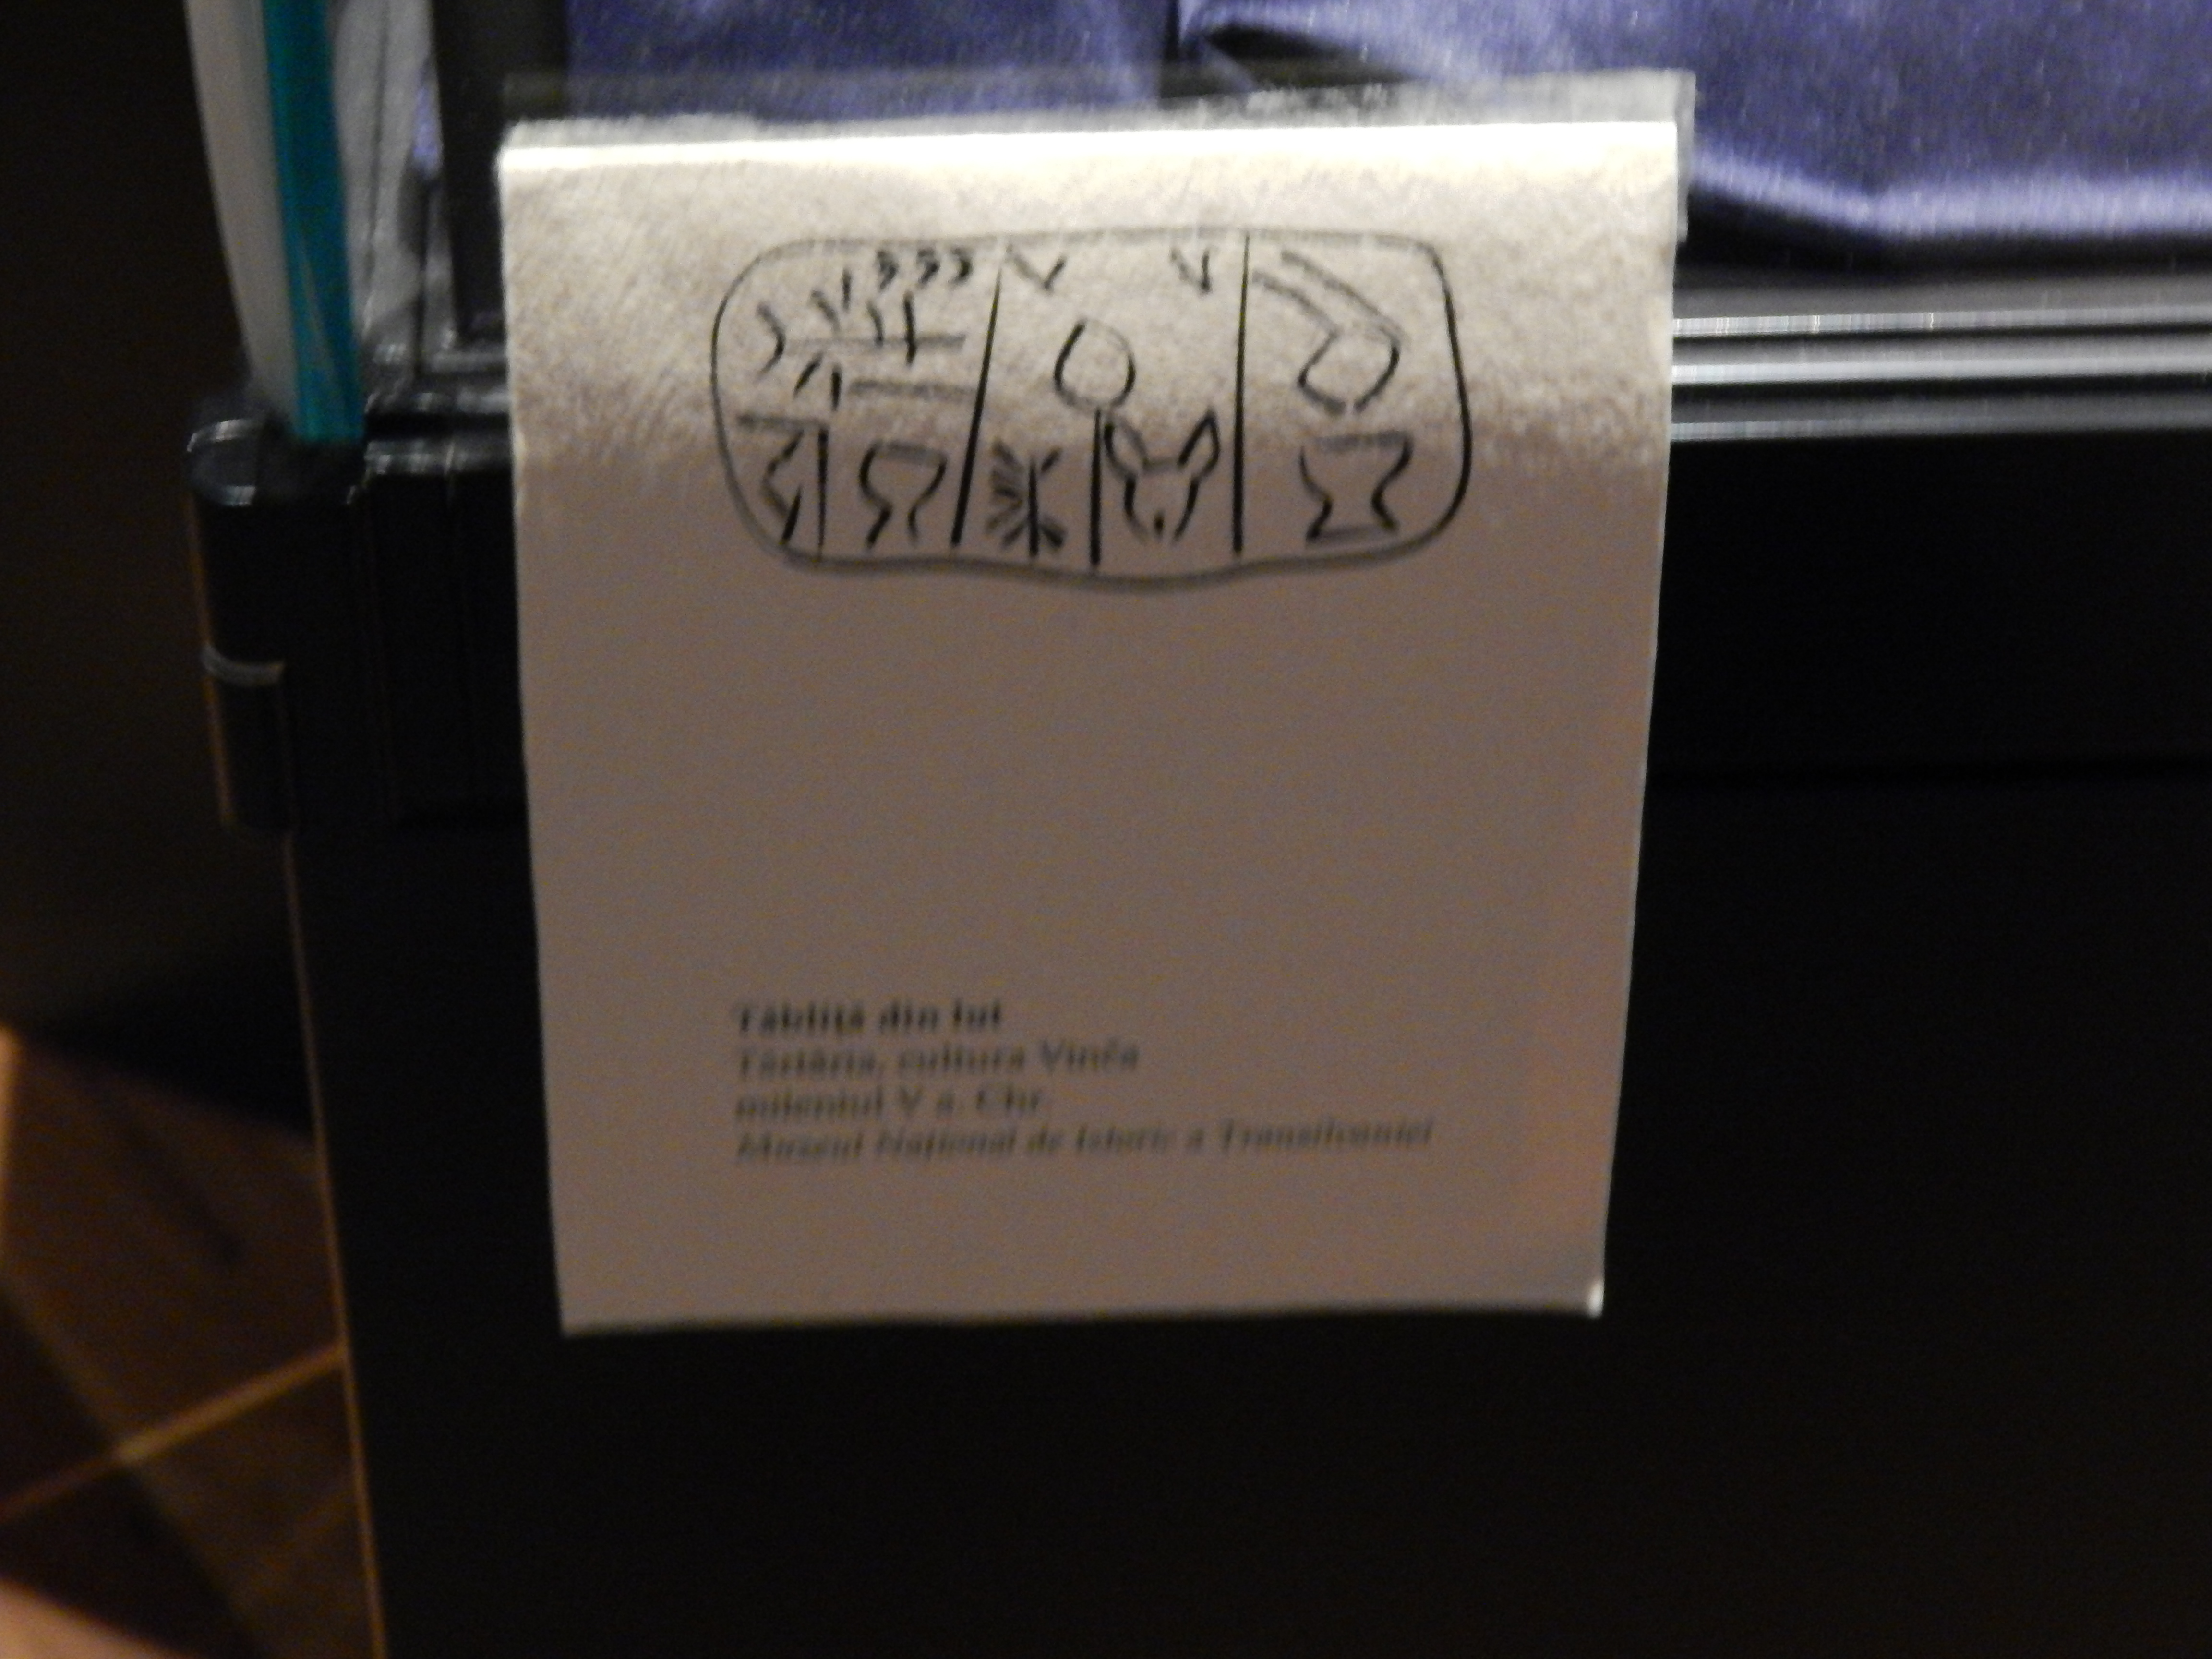 Tăbliță din lut
Tărtăria, cultura Vinča
mileniul V a. Chr.
Muzeul Național de Istorie a Transilvaniei